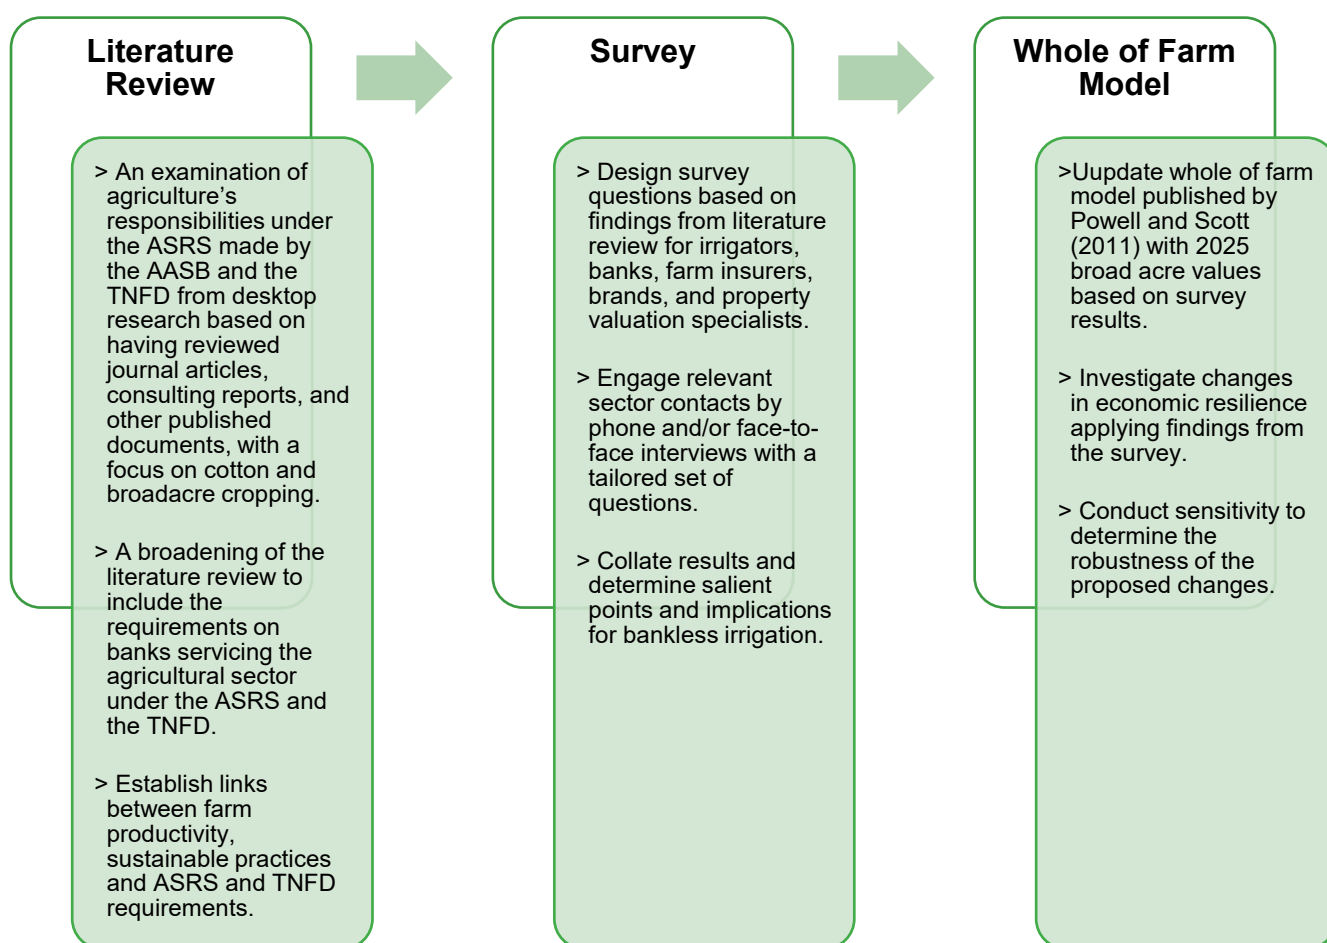 Literature
Review
> An examination of
agriculture’s
responsibilities under
the ASRS made by
the AASB and the
TNFD from desktop
research based on
having reviewed
journal articles,
consulting reports, and
other published
documents, with a
focus on cotton and
broadacre cropping.
> A broadening of the
literature review to
include the
requirements on
banks servicing the
agricultural sector
under the ASRS and
the TNFD.
> Establish links
between farm
productivity,
sustainable practices
and ASRS and TNFD
requirements.
Survey
> Design survey
questions based on
findings from literature
review for irrigators,
banks, farm insurers,
brands, and property
valuation specialists.
> Engage relevant
sector contacts by
phone and/or face-to-
face interviews with a
tailored set of
questions.
> Collate results and
determine salient
points and implications
for bankless irrigation.
Whole of Farm
Model
>Uupdate whole of farm
model published by
Powell and Scott
(2011) with 2025
broad acre values
based on survey
results.
> Investigate changes
in economic resilience
applying findings from
the survey.
> Conduct sensitivity to
determine the
robustness of the
proposed changes.